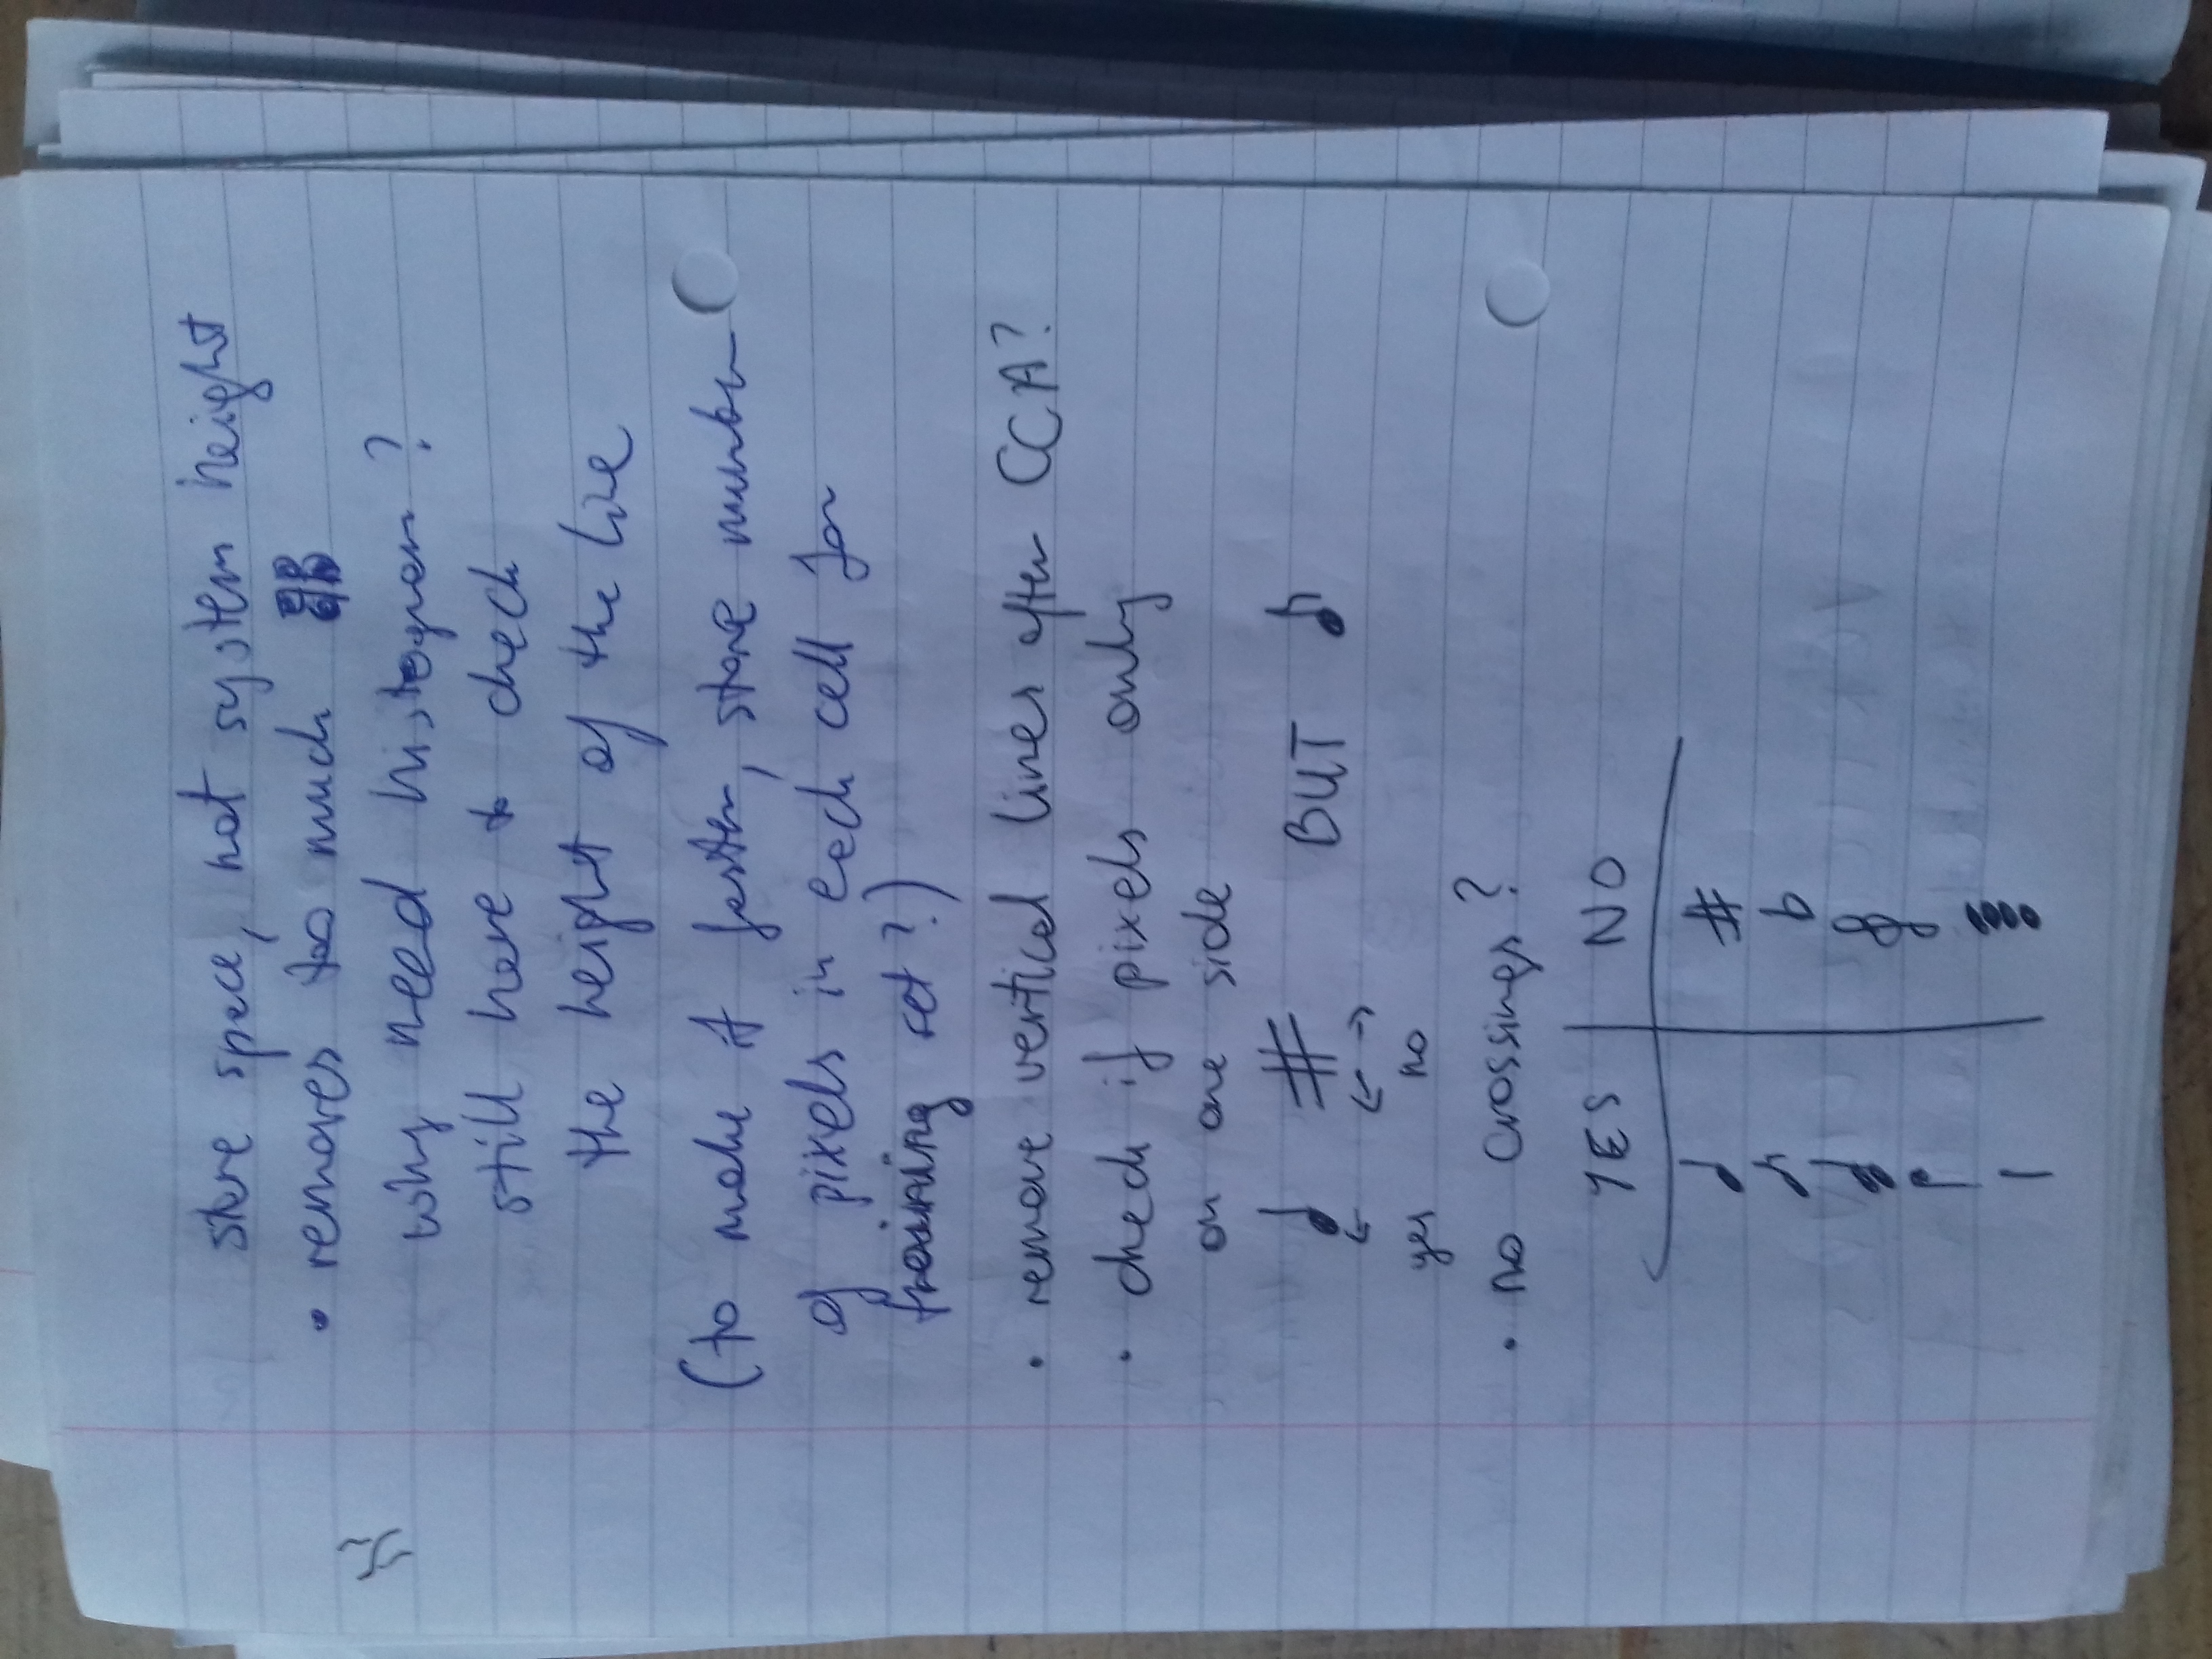 store space, not system height
• removes too much
why need histogram?
still have to check
the height of the line
(to make it faster, store number
of pixels in each cell for
training set?)
• remove vertical lines after CCA?
• check if pixels only
on one side
♩ # BUT ♪
← ← →
yes no
• no crossings?
YES NO
♩ #
♪ b
𝄞
|